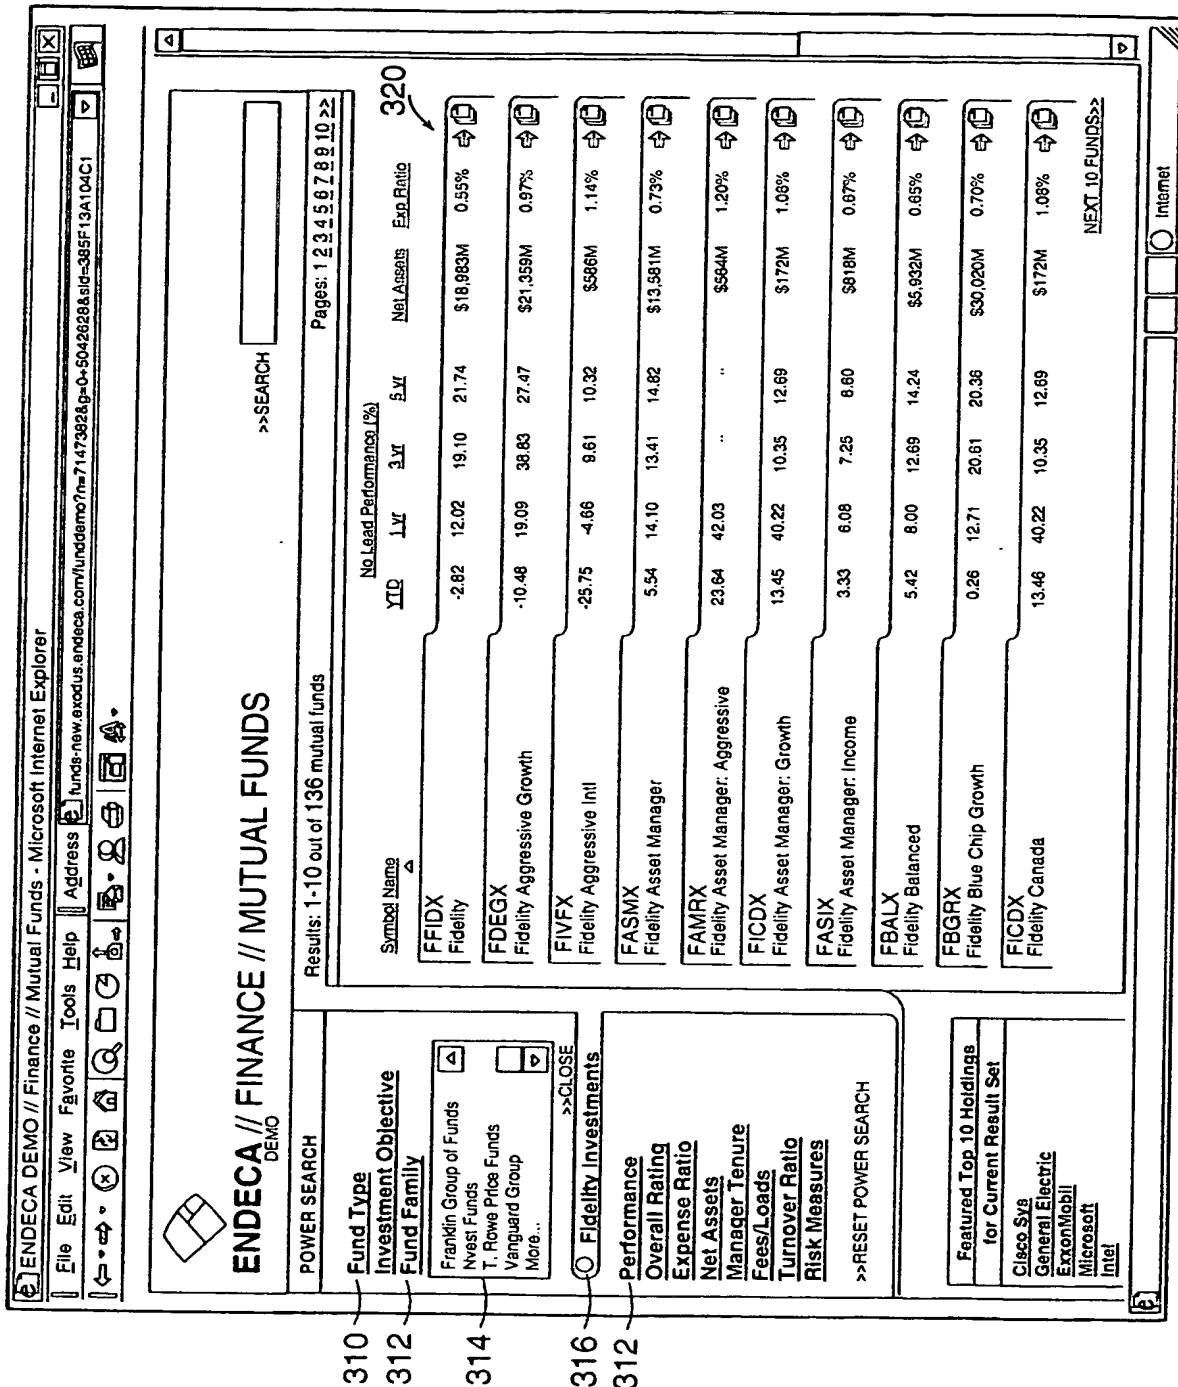 ENDECA DEMO // Finance // Mutual Funds - Microsoft Internet Explorer
File Edit View Favorite Tools Help
Address funds-new.exodus.endeca.com/funddemo?n=7147382&g=0+504262&sid=385F13A104C1
ENDECA // FINANCE // MUTUAL FUNDS
DEMO
>>SEARCH
POWER SEARCH
310 Fund Type
312 Investment Objective
Fund Family
314
Franklin Group of Funds
Nvest Funds
T. Rowe Price Funds
Vanguard Group
More...
>>CLOSE
316 Fidelity Investments
312 Performance
Overall Rating
Expense Ratio
Net Assets
Manager Tenure
Fees/Loads
Turnover Ratio
Risk Measures
>>RESET POWER SEARCH
Featured Top 10 Holdings
for Current Result Set
Cisco Sys
General Electric
ExxonMobil
Microsoft
Intel
Results: 1-10 out of 136 mutual funds Pages: 1 2 3 4 5 6 7 8 9 10 >>
No Lead Performance (%)
Symbol Name YTD 1 yr 3 yr 5 yr Net Assets Exp Ratio
320
FFIDX
Fidelity -2.82 12.02 19.10 21.74 $18,983M 0.55%
FDEGX
Fidelity Aggressive Growth -10.48 19.09 38.83 27.47 $21,359M 0.97%
FIVFX
Fidelity Aggressive Intl -25.75 -4.66 9.61 10.32 $586M 1.14%
FASMX
Fidelity Asset Manager 5.54 14.10 13.41 14.82 $13,581M 0.73%
FAMRX
Fidelity Asset Manager: Aggressive 23.64 42.03 .. .. $564M 1.20%
FICDX
Fidelity Asset Manager: Growth 13.45 40.22 10.35 12.69 $172M 1.06%
FASIX
Fidelity Asset Manager: Income 3.33 6.08 7.25 8.60 $818M 0.67%
FBALX
Fidelity Balanced 5.42 8.00 12.69 14.24 $5,932M 0.65%
FBGRX
Fidelity Blue Chip Growth 0.26 12.71 20.61 20.36 $30,020M 0.70%
FICDX
Fidelity Canada 13.46 40.22 10.35 12.69 $172M 1.08%
NEXT 10 FUNDS>>
Internet